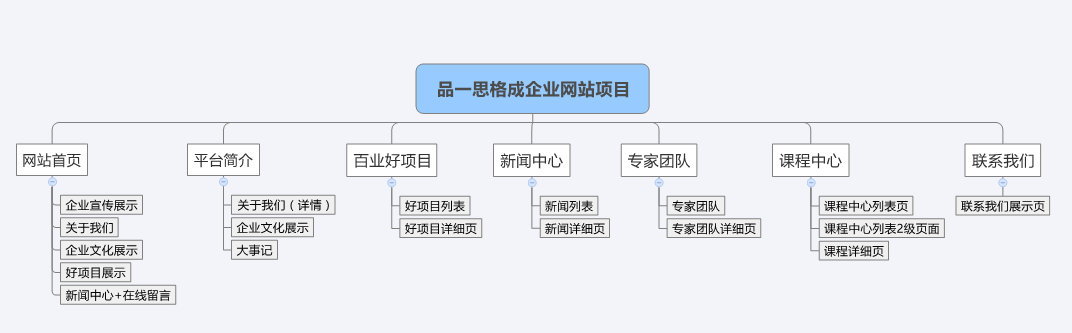 品一思格成企业网站项目
网站首页
企业宣传展示
关于我们
企业文化展示
好项目展示
新闻中心+在线留言
平台简介
关于我们（详情）
企业文化展示
大事记
百业好项目
好项目列表
好项目详细页
新闻中心
新闻列表
新闻详细页
专家团队
专家团队
专家团队详细页
课程中心
课程中心列表页
课程中心列表2级页面
课程详细页
联系我们
联系我们展示页